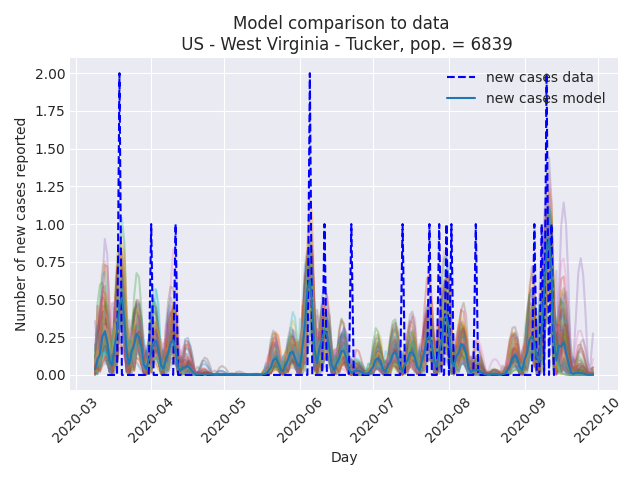 Model comparison to data
US - West Virginia - Tucker, pop. = 6839
new cases data
new cases model
Number of new cases reported
2.00
1.75
1.50
1.25
1.00
0.75
0.50
0.25
0.00
2020-03
2020-04
2020-05
2020-06
2020-07
2020-08
2020-09
2020-10
Day